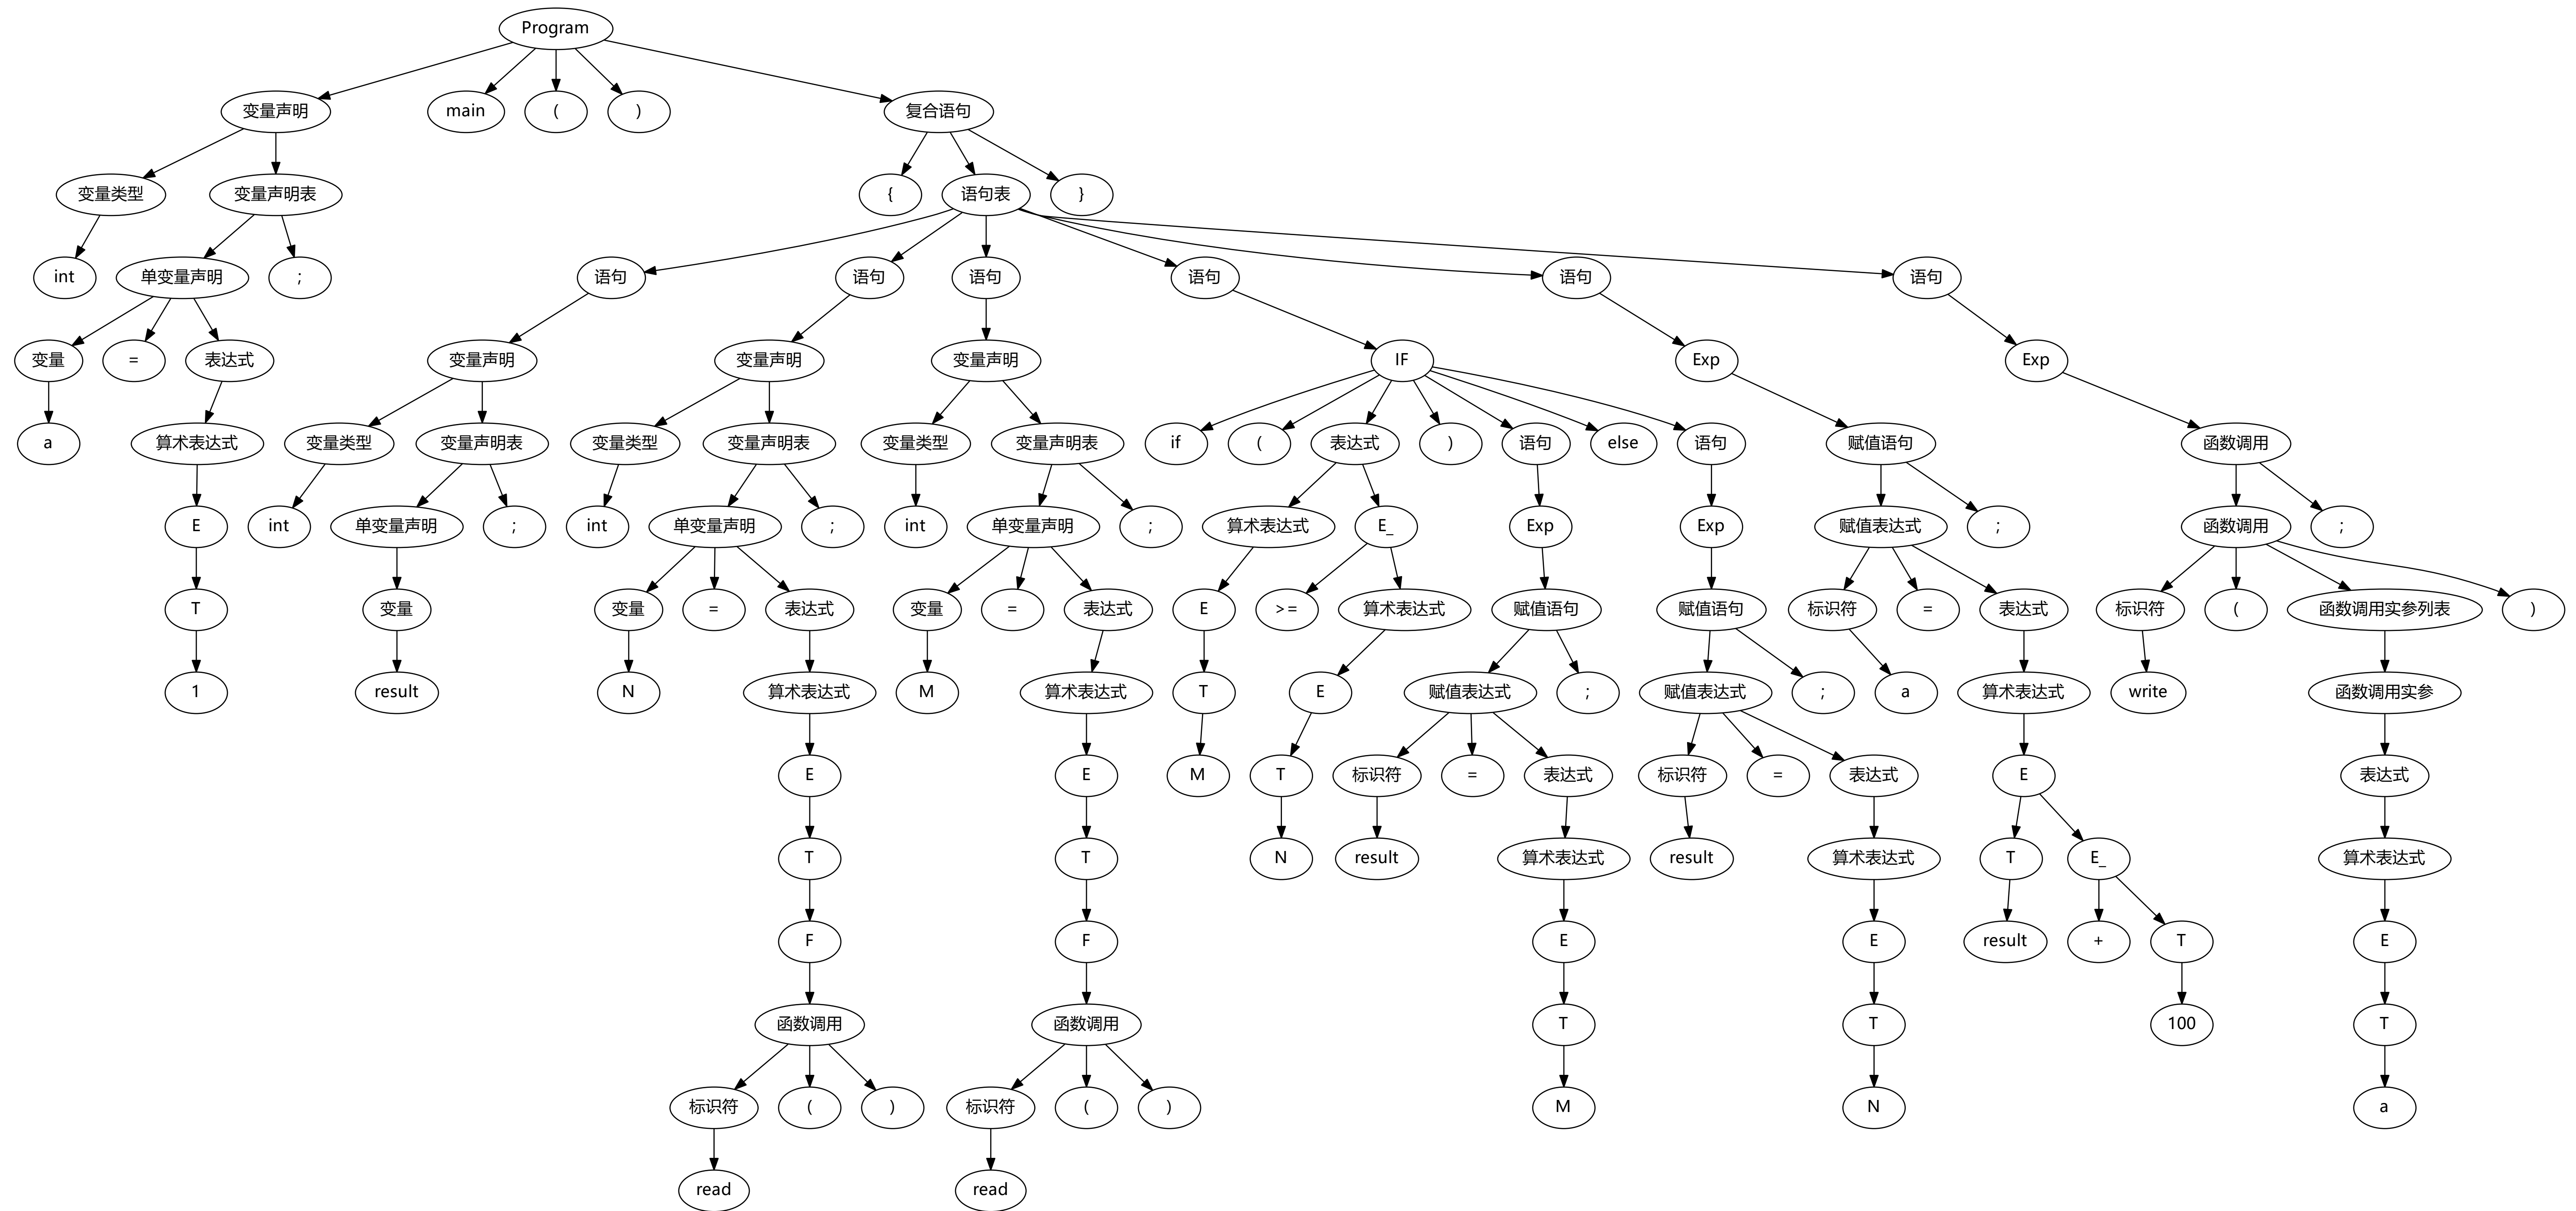 Program
变量声明 main ( ) 复合语句
变量类型 变量声明表 { 语句表 }
int 单变量声明 ; 语句 语句 语句 语句 语句 语句
变量 = 表达式 变量声明 变量声明 变量声明 IF Exp Exp
a 算术表达式 变量类型 变量声明表 变量类型 变量声明表 变量类型 变量声明表 if ( 表达式 ) 语句 else 语句 赋值语句 函数调用
E int 单变量声明 ; int 单变量声明 ; int 单变量声明 ; 算术表达式 E_ Exp Exp 赋值表达式 ; 函数调用 ;
T 变量 变量 = 表达式 变量 = 表达式 E >= 算术表达式 赋值语句 赋值语句 标识符 = 表达式 标识符 ( 函数调用实参列表 )
1 result N 算术表达式 M 算术表达式 T E 赋值表达式 ; 赋值表达式 ; a 算术表达式 write 函数调用实参
E E M T 标识符 = 表达式 标识符 = 表达式 E 表达式
T T N result 算术表达式 result 算术表达式 T E_ 算术表达式
F F E E result + T E
函数调用 函数调用 T T 100 T
标识符 ( ) 标识符 ( ) M N a
read read